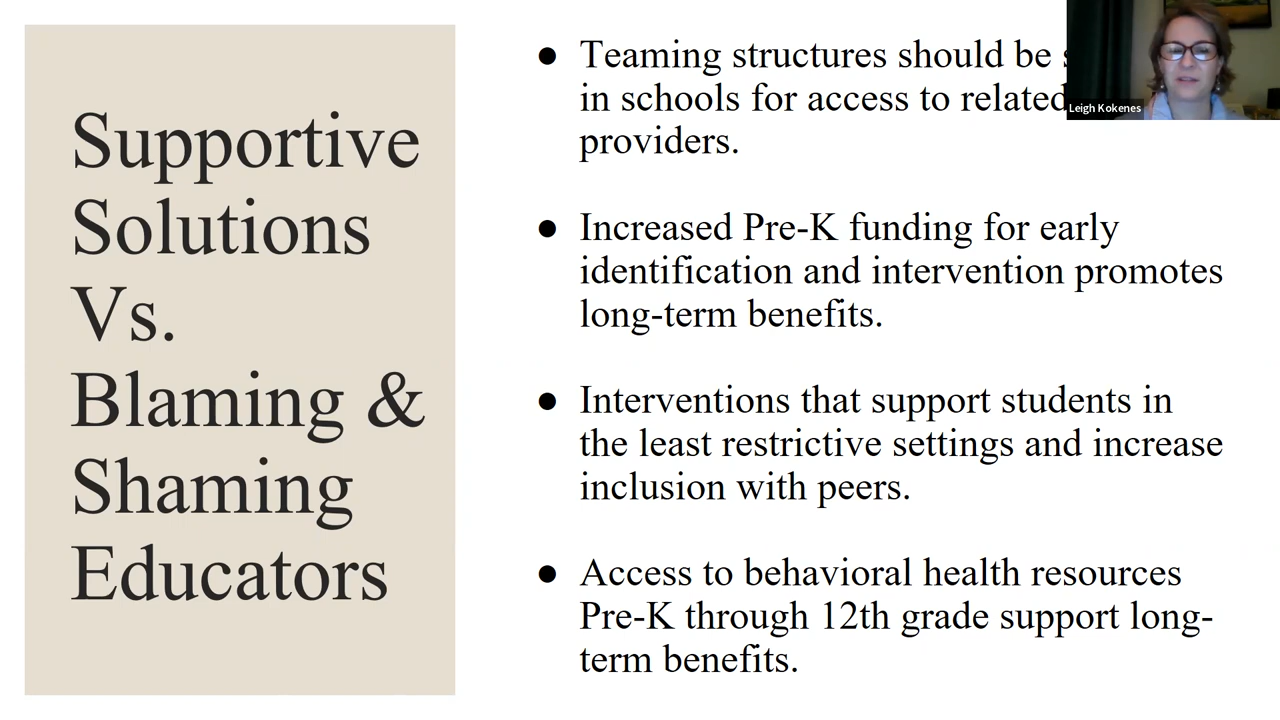 Supportive
Solutions
Vs.
Blaming &
Shaming
Educators
● Teaming structures should be
in schools for access to related
providers.
● Increased Pre-K funding for early
identification and intervention promotes
long-term benefits.
● Interventions that support students in
the least restrictive settings and increase
inclusion with peers.
● Access to behavioral health resources
Pre-K through 12th grade support long-
term benefits.
Leigh Kokenes